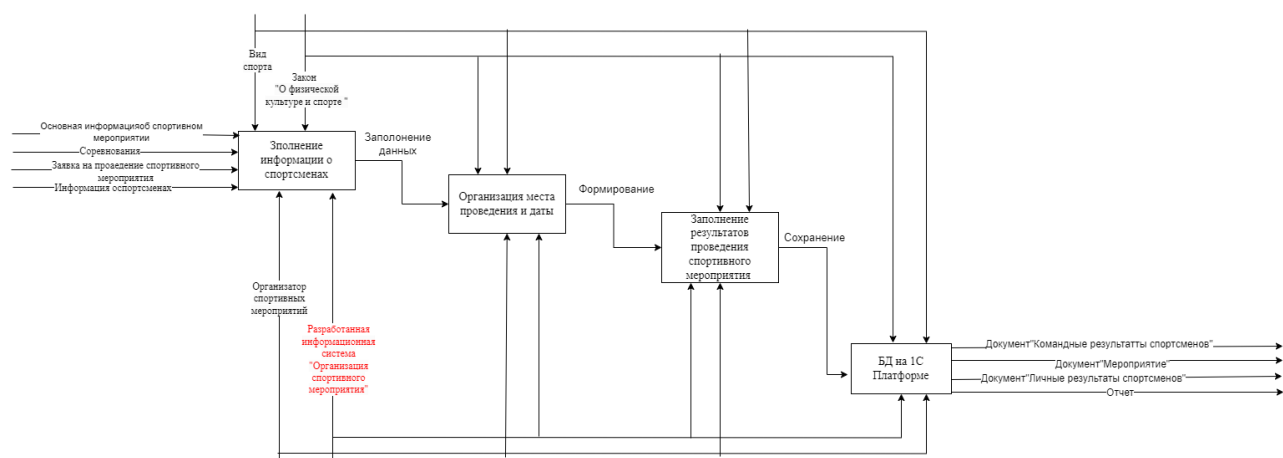 Вид
спорта
Закон
"О физической
культуре и спорте "
Основная информацияоб спортивном
мероприятии
Соревнования
Заявка на проаедение спортивного
мероприятия
Информация оспортсменах
Зполнение
информации о
спортсменах
Заполонение
данных
Организация места
проведения и даты
Формирование
Заполнение
результатов
проведения
спортивного
мероприятия
Сохранение
Организатор
спортивных
мероприятий
Разработанная
информационная
система
"Организация
спортивного
мероприятия"
БД на 1С
Платформе
Документ"Командные результатты спортсменов"
Документ"Мероприятие"
Документ"Личные результаты спортсменов"
Отчет